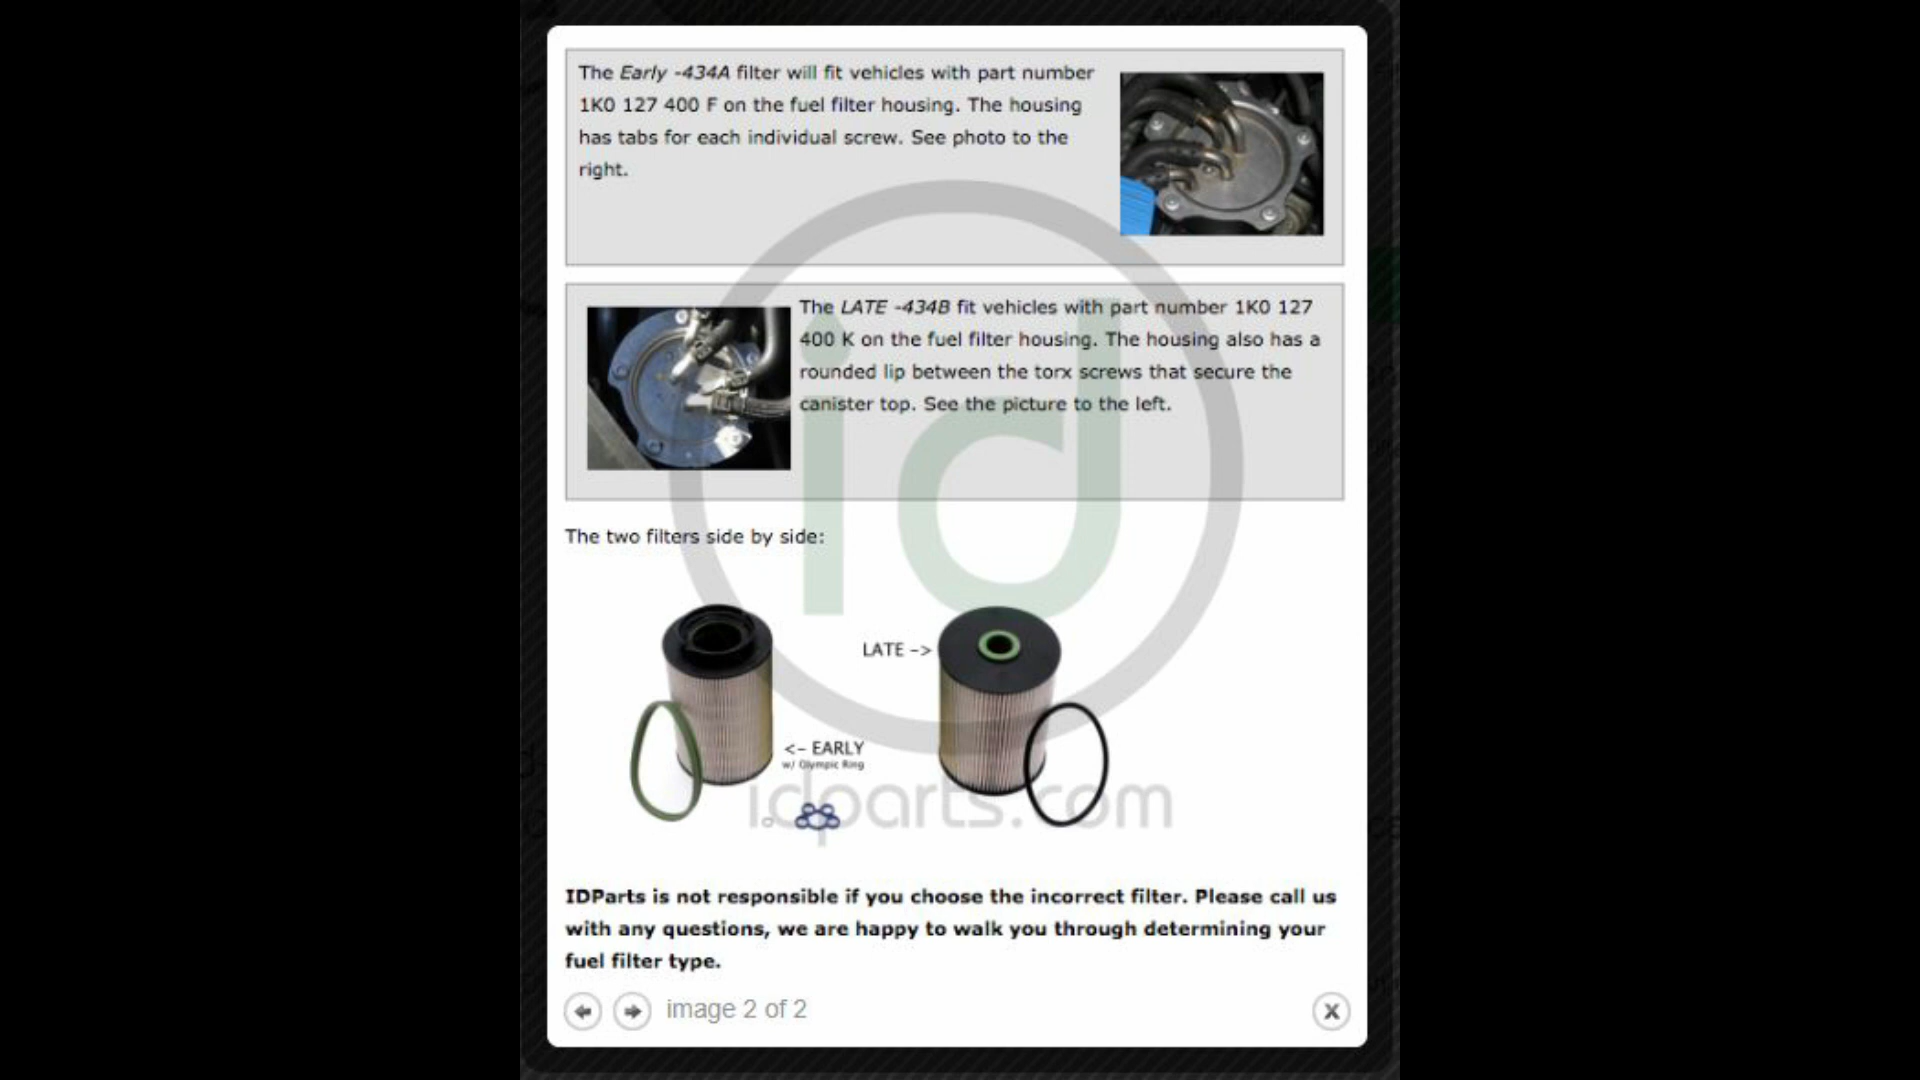 The Early -434A filter will fit vehicles with part number
1K0 127 400 F on the fuel filter housing. The housing
has tabs for each individual screw. See photo to the
right.
The LATE -434B fit vehicles with part number 1K0 127
400 K on the fuel filter housing. The housing also has a
rounded lip between the torx screws that secure the
canister top. See the picture to the left.
id
The two filters side by side:
LATE ->
<- EARLY
w/ Olympic Ring
idparts.com
IDParts is not responsible if you choose the incorrect filter. Please call us
with any questions, we are happy to walk you through determining your
fuel filter type.
image 2 of 2
X